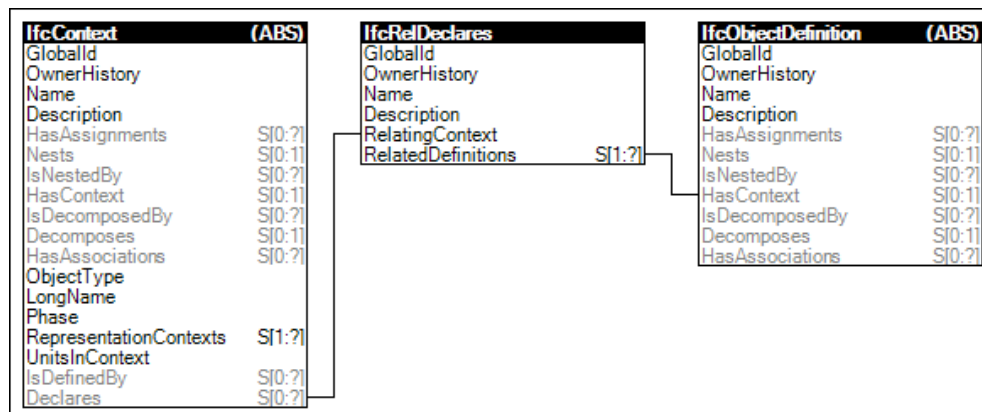 IfcContext (ABS)
GlobalId
OwnerHistory
Name
Description
HasAssignments S[0:?]
Nests S[0:1]
IsNestedBy S[0:?]
HasContext S[0:1]
IsDecomposedBy S[0:?]
Decomposes S[0:1]
HasAssociations S[0:?]
ObjectType
LongName
Phase
RepresentationContexts S[1:?]
UnitsInContext
IsDefinedBy S[0:?]
Declares S[0:?]
IfcRelDeclares
GlobalId
OwnerHistory
Name
Description
RelatingContext
RelatedDefinitions S[1:?]
IfcObjectDefinition (ABS)
GlobalId
OwnerHistory
Name
Description
HasAssignments S[0:?]
Nests S[0:1]
IsNestedBy S[0:?]
HasContext S[0:1]
IsDecomposedBy S[0:?]
Decomposes S[0:1]
HasAssociations S[0:?]